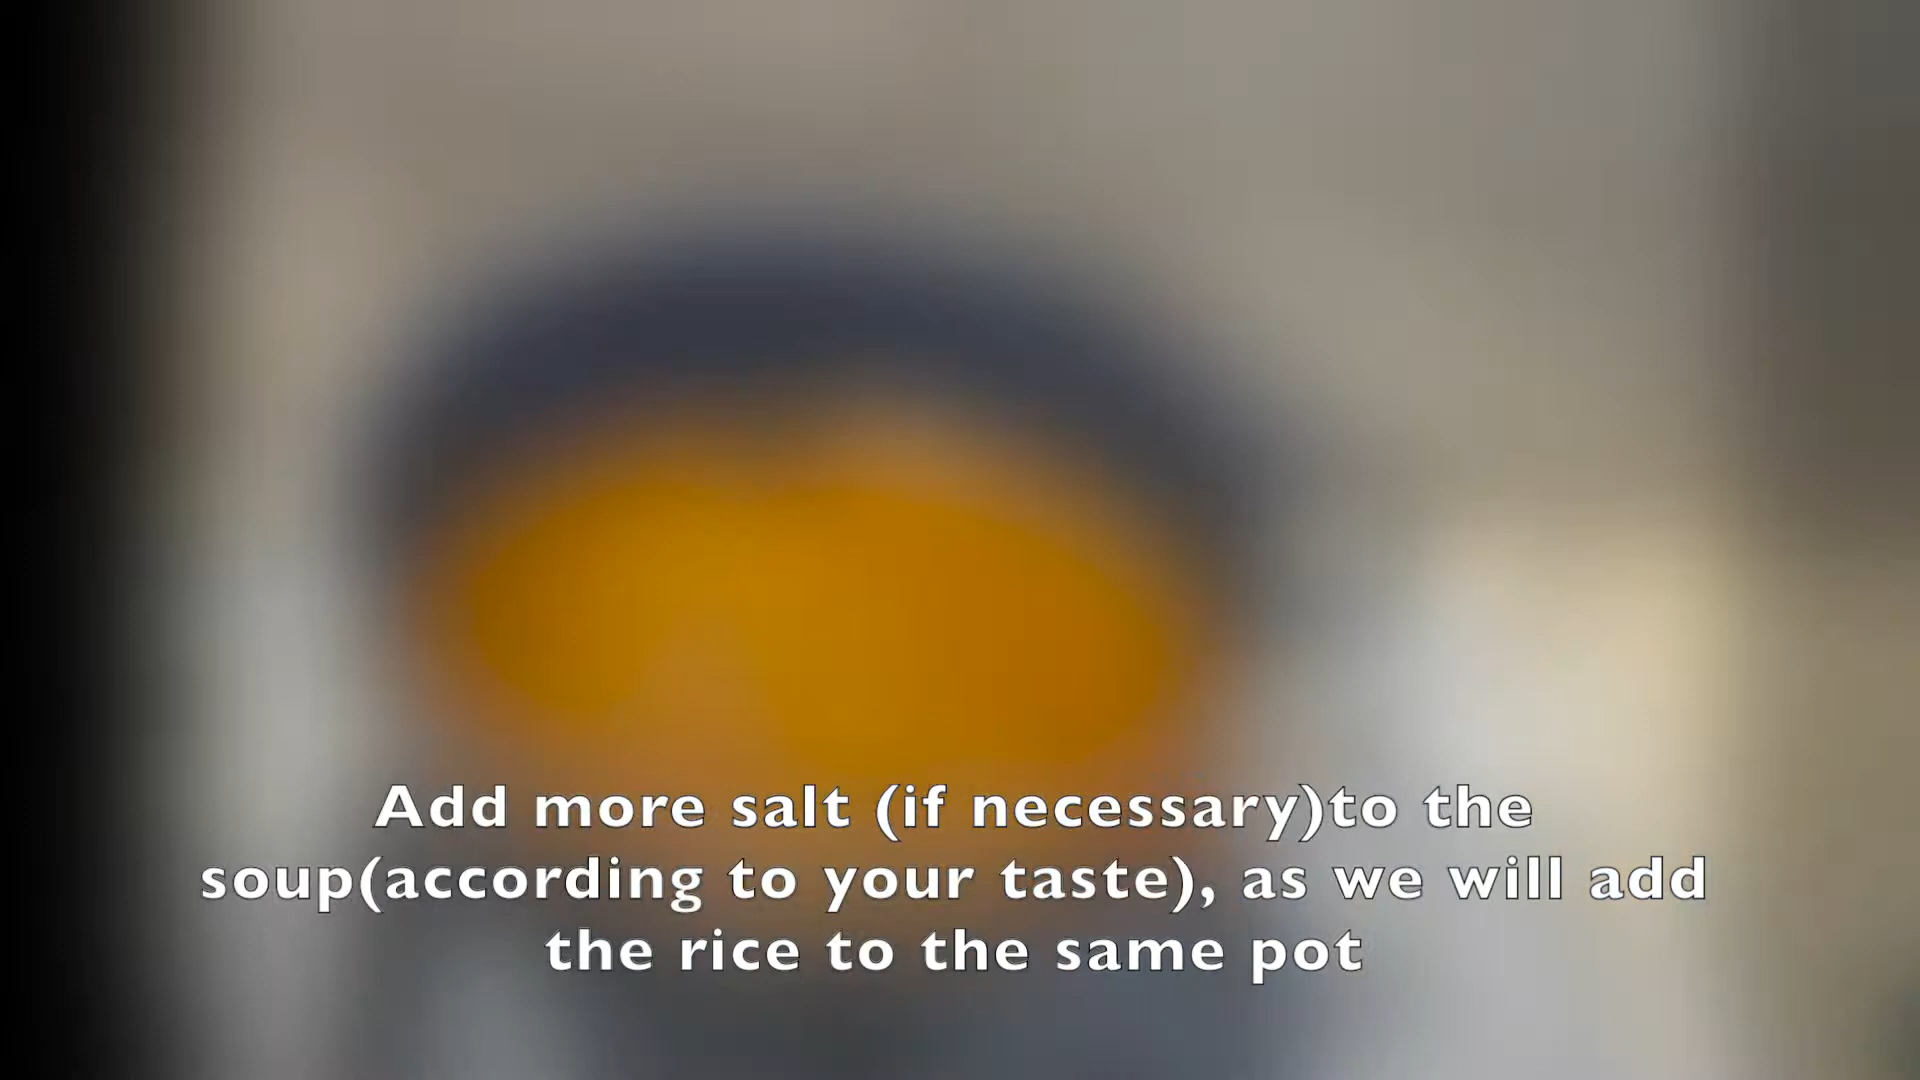 Add more salt (if necessary)to the
soup(according to your taste), as we will add
the rice to the same pot